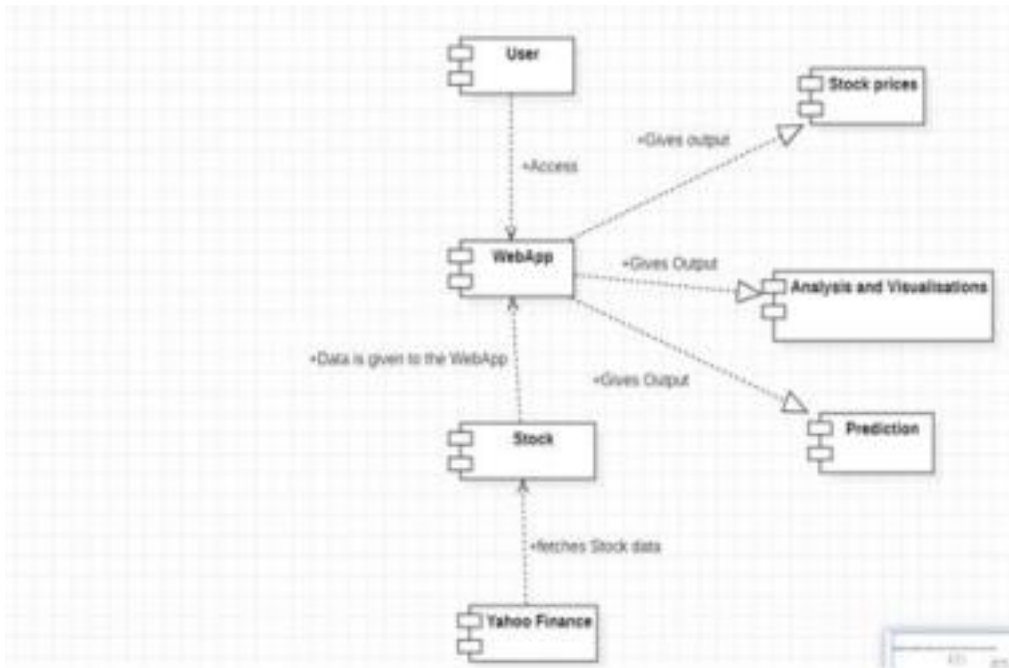 User
Stock prices
+Gives output
+Access
WebApp
+Gives Output
Analysis and Visualisations
+Data is given to the WebApp
+Gives Output
Stock
Prediction
+fetches Stock data
Yahoo Finance